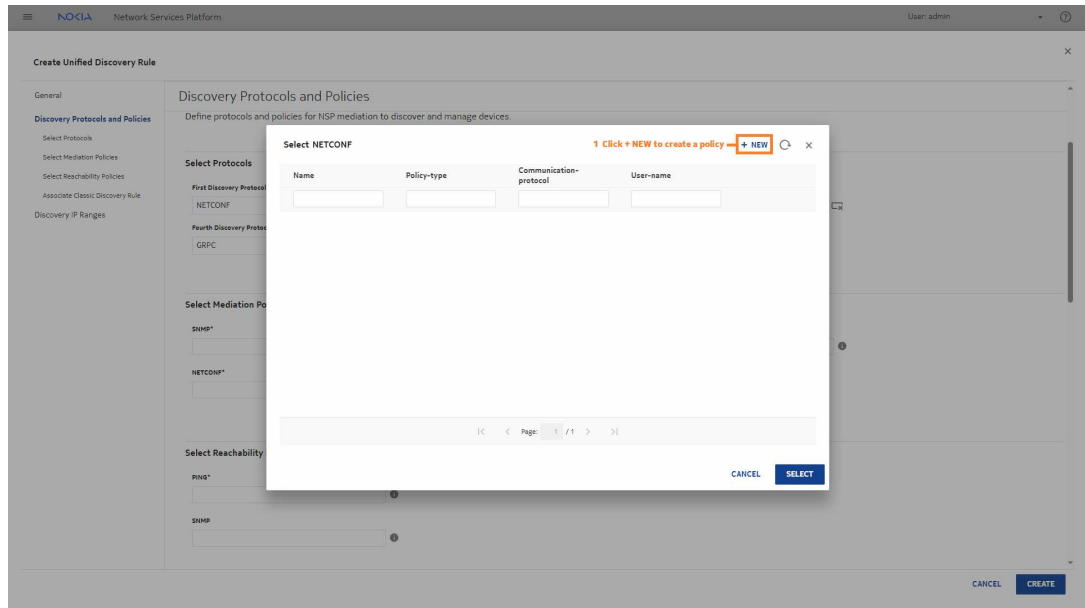 NOKIA Network Services Platform User: admin
Create Unified Discovery Rule
General
Discovery Protocols and Policies
Select Protocols
Select Mediation Policies
Select Reachability Policies
Associate Classic Discovery Rule
Discovery IP Ranges
Discovery Protocols and Policies
Define protocols and policies for NSP mediation to discover and manage devices.
Select Protocols
First Discovery Protocol
NETCONF
Fourth Discovery
GRPC
Select Mediation
SNMP*
NETCONF*
Select Reachability
PING*
SNMP
Select NETCONF
1 Click + NEW to create a policy
+ NEW
Name Policy-type Communication-protocol User-name
Page: 1 / 1
CANCEL SELECT
CANCEL CREATE